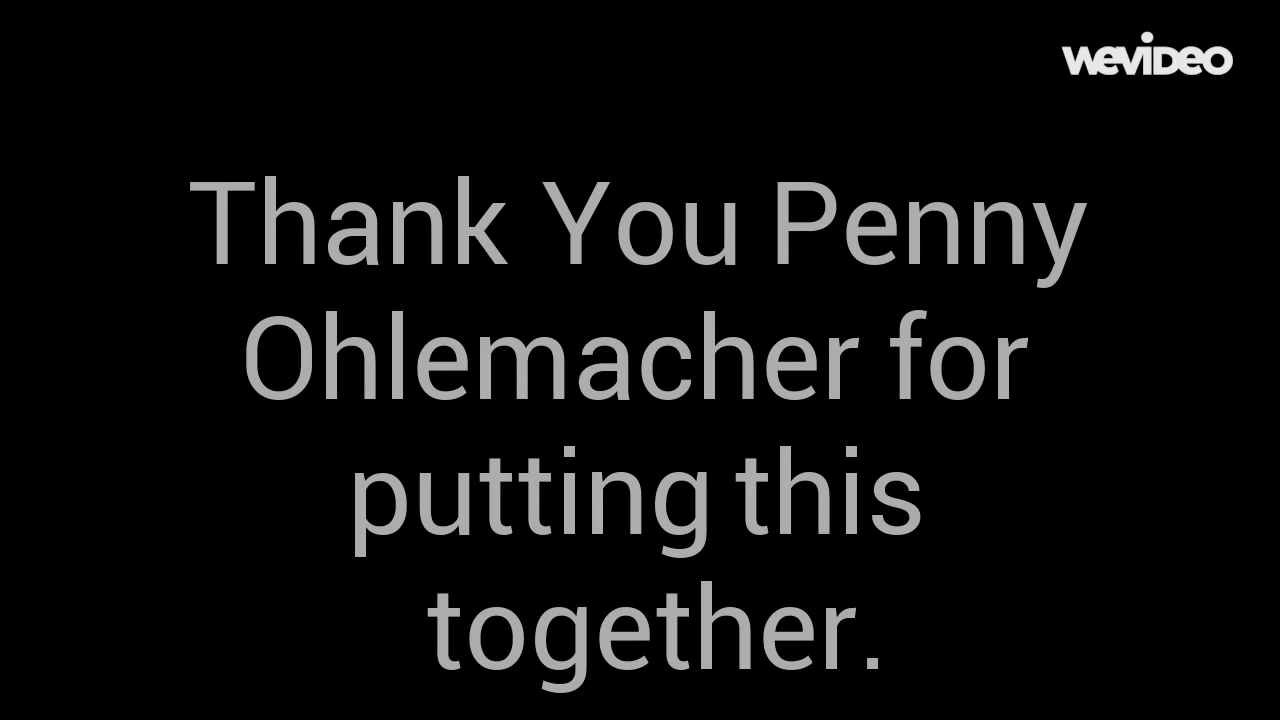 wevideo
Thank You Penny
Ohlemacher for
putting this
together.